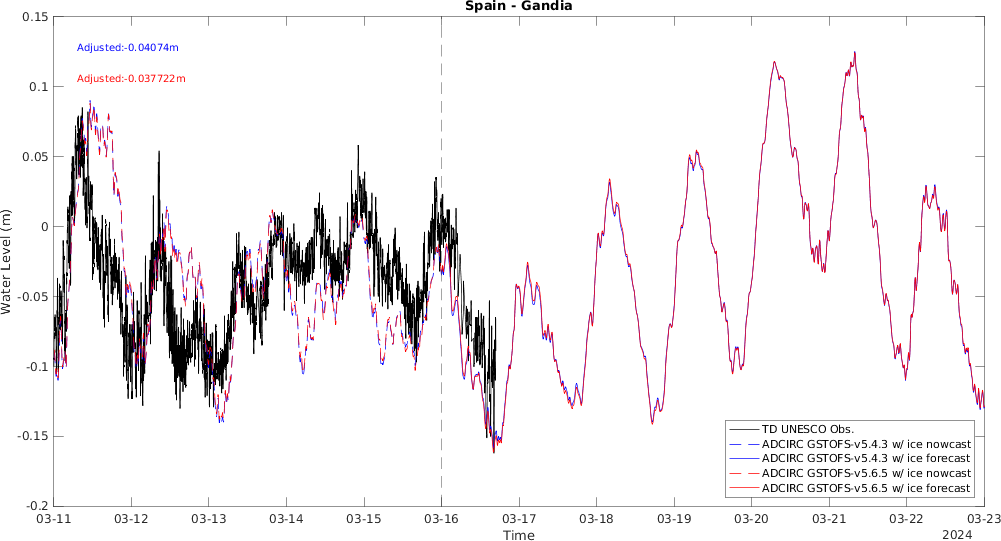 Spain - Gandia
0.15
0.1
0.05
0
-0.05
-0.1
-0.15
-0.2
Water Level (m)
Adjusted:-0.04074m
Adjusted:-0.037722m
TD UNESCO Obs.
ADCIRC GSTOFS-v5.4.3 w/ ice nowcast
ADCIRC GSTOFS-v5.4.3 w/ ice forecast
ADCIRC GSTOFS-v5.6.5 w/ ice nowcast
ADCIRC GSTOFS-v5.6.5 w/ ice forecast
03-11 03-12 03-13 03-14 03-15 03-16 03-17 03-18 03-19 03-20 03-21 03-22 03-23
Time
2024